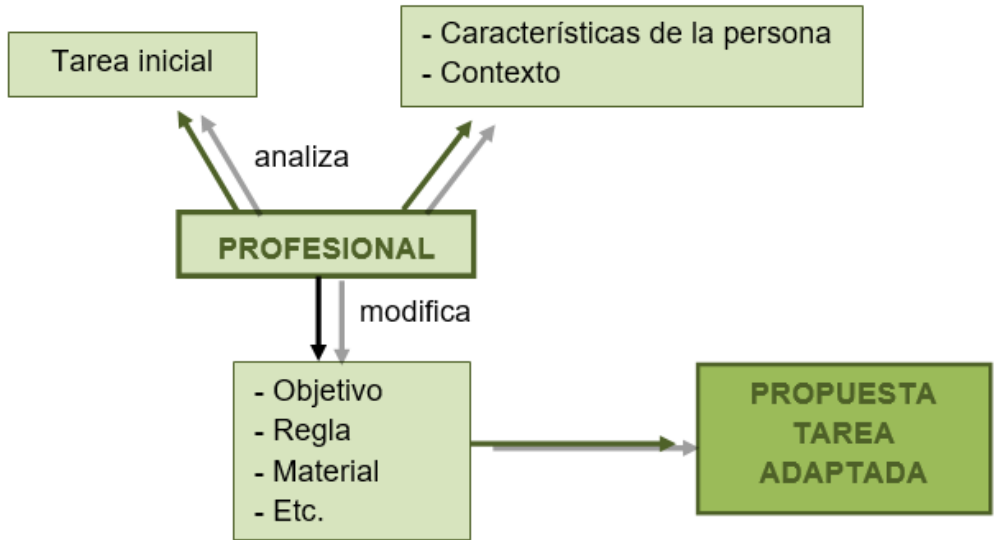 Tarea inicial
- Características de la persona
- Contexto
analiza
PROFESIONAL
modifica
- Objetivo
- Regla
- Material
- Etc.
PROPUESTA
TAREA
ADAPTADA